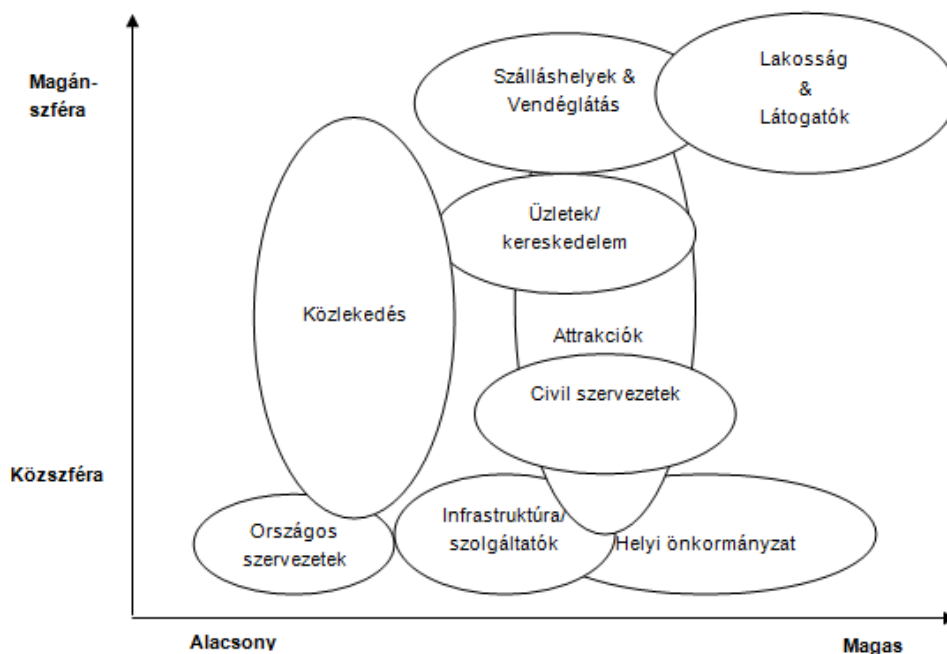 Magán-
szféra
Szálláshelyek &
Vendéglátás
Lakosság
&
Látogatók
Üzletek/
kereskedelem
Közlekedés
Attrakciók
Civil szervezetek
Közszféra
Országos
szervezetek
Infrastruktúra/
szolgáltatók
Helyi önkormányzat
Alacsony
Magas